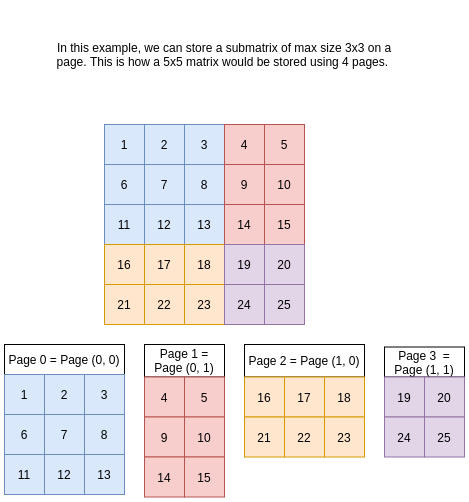 In this example, we can store a submatrix of max size 3x3 on a
page. This is how a 5x5 matrix would be stored using 4 pages.
1 2 3 4 5
6 7 8 9 10
11 12 13 14 15
16 17 18 19 20
21 22 23 24 25
Page 0 = Page (0, 0)
1 2 3
6 7 8
11 12 13
Page 1 =
Page (0, 1)
4 5
9 10
14 15
Page 2 = Page (1, 0)
16 17 18
21 22 23
Page 3 =
Page (1, 1)
19 20
24 25